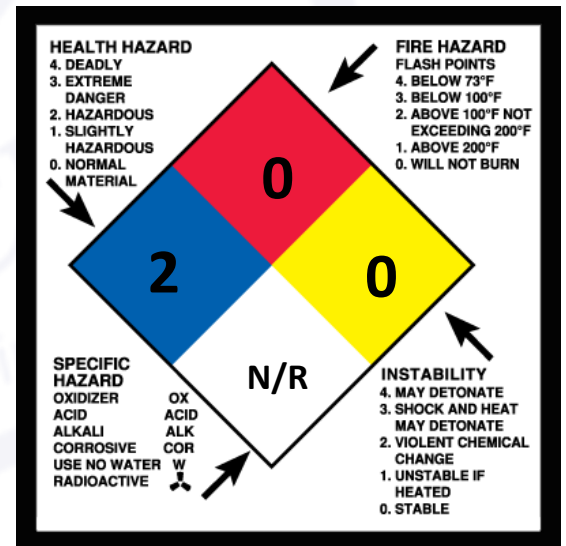 HEALTH HAZARD
4. DEADLY
3. EXTREME
DANGER
2. HAZARDOUS
1. SLIGHTLY
HAZARDOUS
0. NORMAL
MATERIAL
FIRE HAZARD
FLASH POINTS
4. BELOW 73°F
3. BELOW 100°F
2. ABOVE 100°F NOT
EXCEEDING 200°F
1. ABOVE 200°F
0. WILL NOT BURN
0
2
0
N/R
SPECIFIC
HAZARD
OXIDIZER OX
ACID ACID
ALKALI ALK
CORROSIVE COR
USE NO WATER W
RADIOACTIVE
INSTABILITY
4. MAY DETONATE
3. SHOCK AND HEAT
MAY DETONATE
2. VIOLENT CHEMICAL
CHANGE
1. UNSTABLE IF
HEATED
0. STABLE